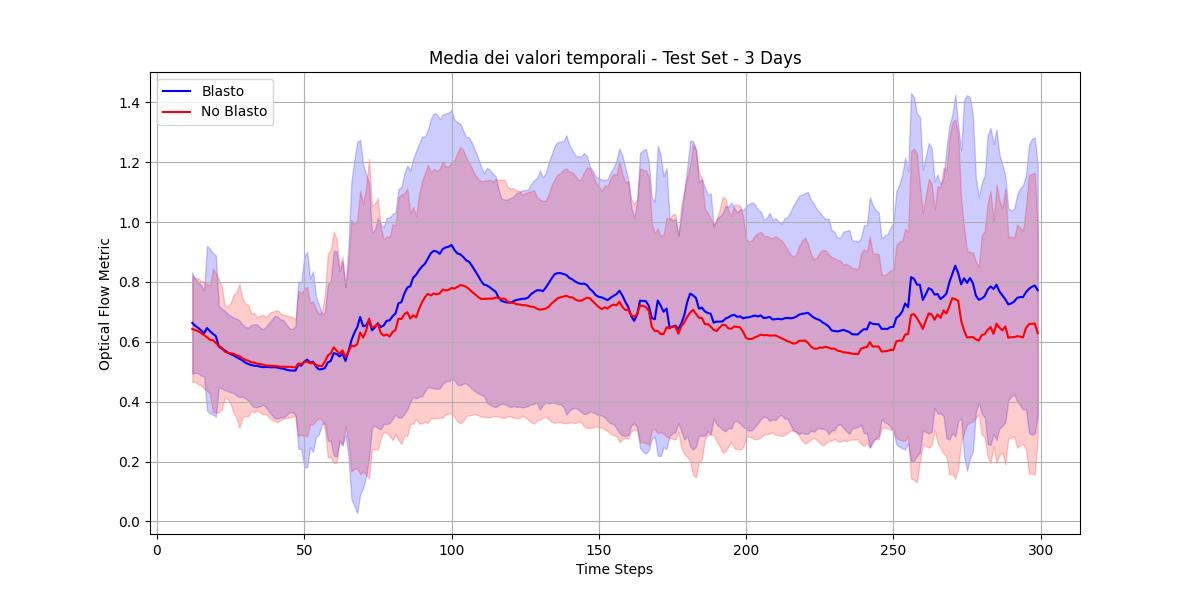 Media dei valori temporali - Test Set - 3 Days
Blasto
No Blasto
Optical Flow Metric
1.4
1.2
1.0
0.8
0.6
0.4
0.2
0.0
0 50 100 150 200 250 300
Time Steps